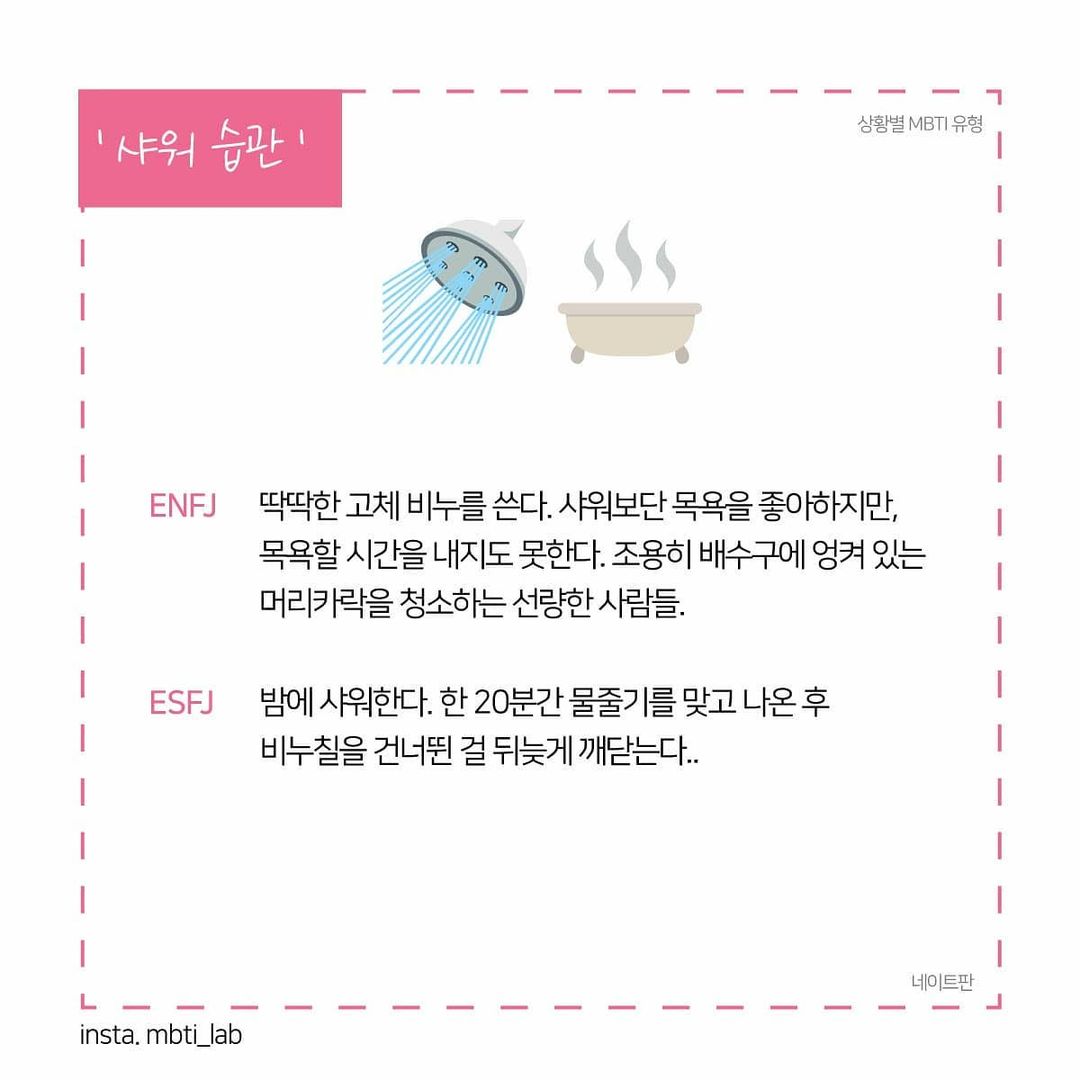 ' 샤워 습관 '
상황별 MBTI 유형
ENFJ 딱딱한 고체 비누를 쓴다. 샤워보단 목욕을 좋아하지만,
목욕할 시간을 내지도 못한다. 조용히 배수구에 엉켜 있는
머리카락을 청소하는 선량한 사람들.
ESFJ 밤에 샤워한다. 한 20분간 물줄기를 맞고 나온 후
비누칠을 건너뛴 걸 뒤늦게 깨닫는다..
네이트판
insta. mbti_lab